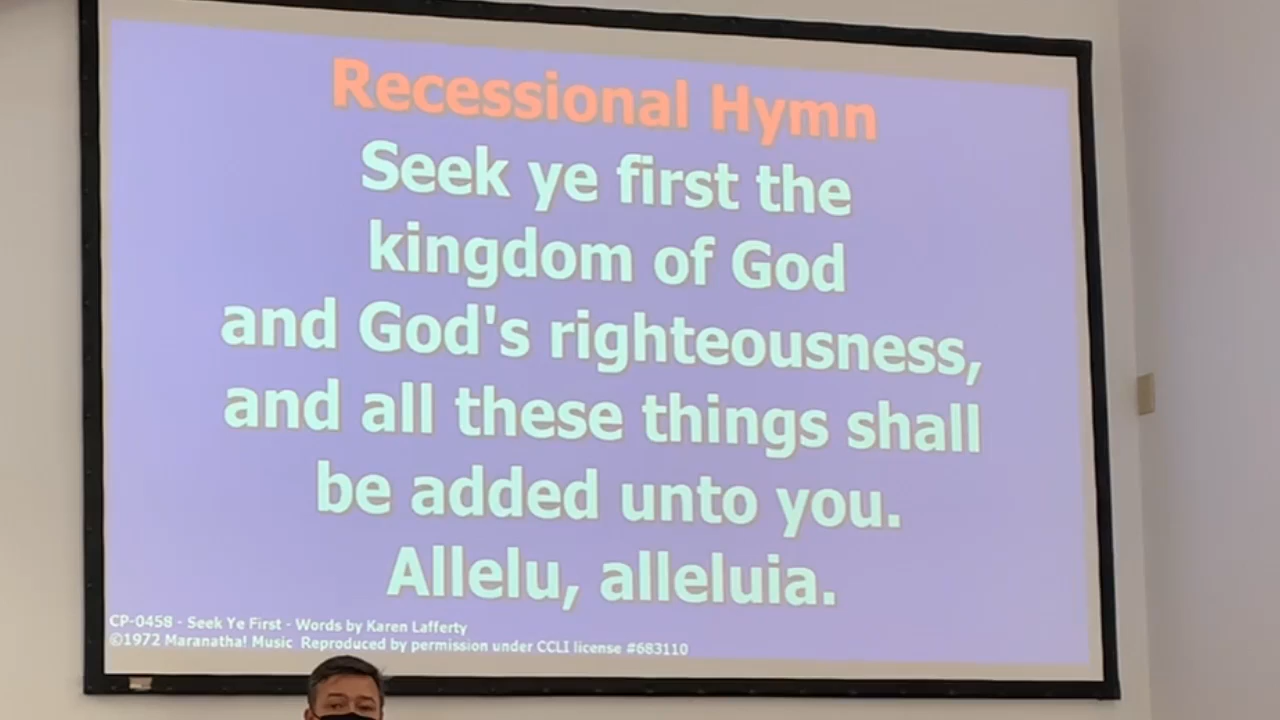 Recessional Hymn
Seek ye first the
kingdom of God
and God's righteousness,
and all these things shall
be added unto you.
Allelu, alleluia.
CP-0458 - Seek Ye First - Words by Karen Lafferty
©1972 Maranatha! Music Reproduced by permission under CCLI license #683110